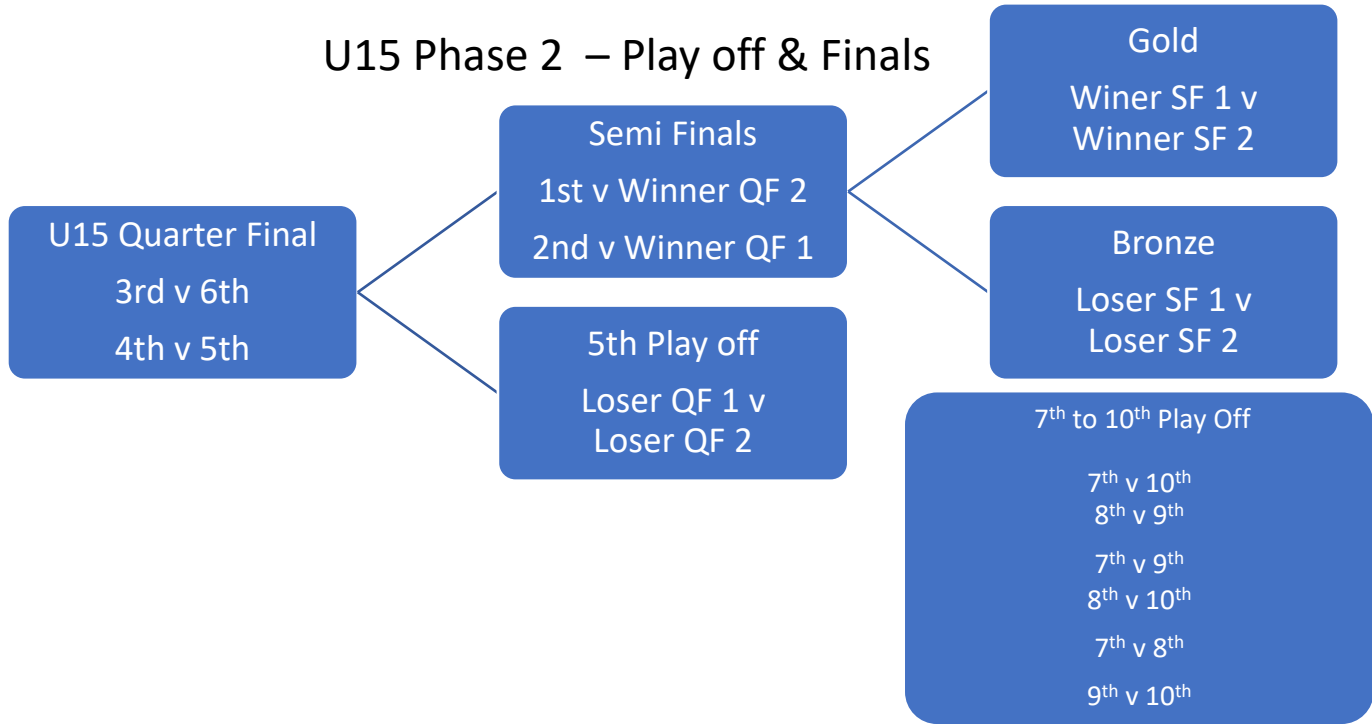 U15 Phase 2 – Play off & Finals
U15 Quarter Final
3rd v 6th
4th v 5th
Semi Finals
1st v Winner QF 2
2nd v Winner QF 1
5th Play off
Loser QF 1 v
Loser QF 2
Gold
Winer SF 1 v
Winner SF 2
Bronze
Loser SF 1 v
Loser SF 2
7th to 10th Play Off
7th v 10th
8th v 9th
7th v 9th
8th v 10th
7th v 8th
9th v 10th